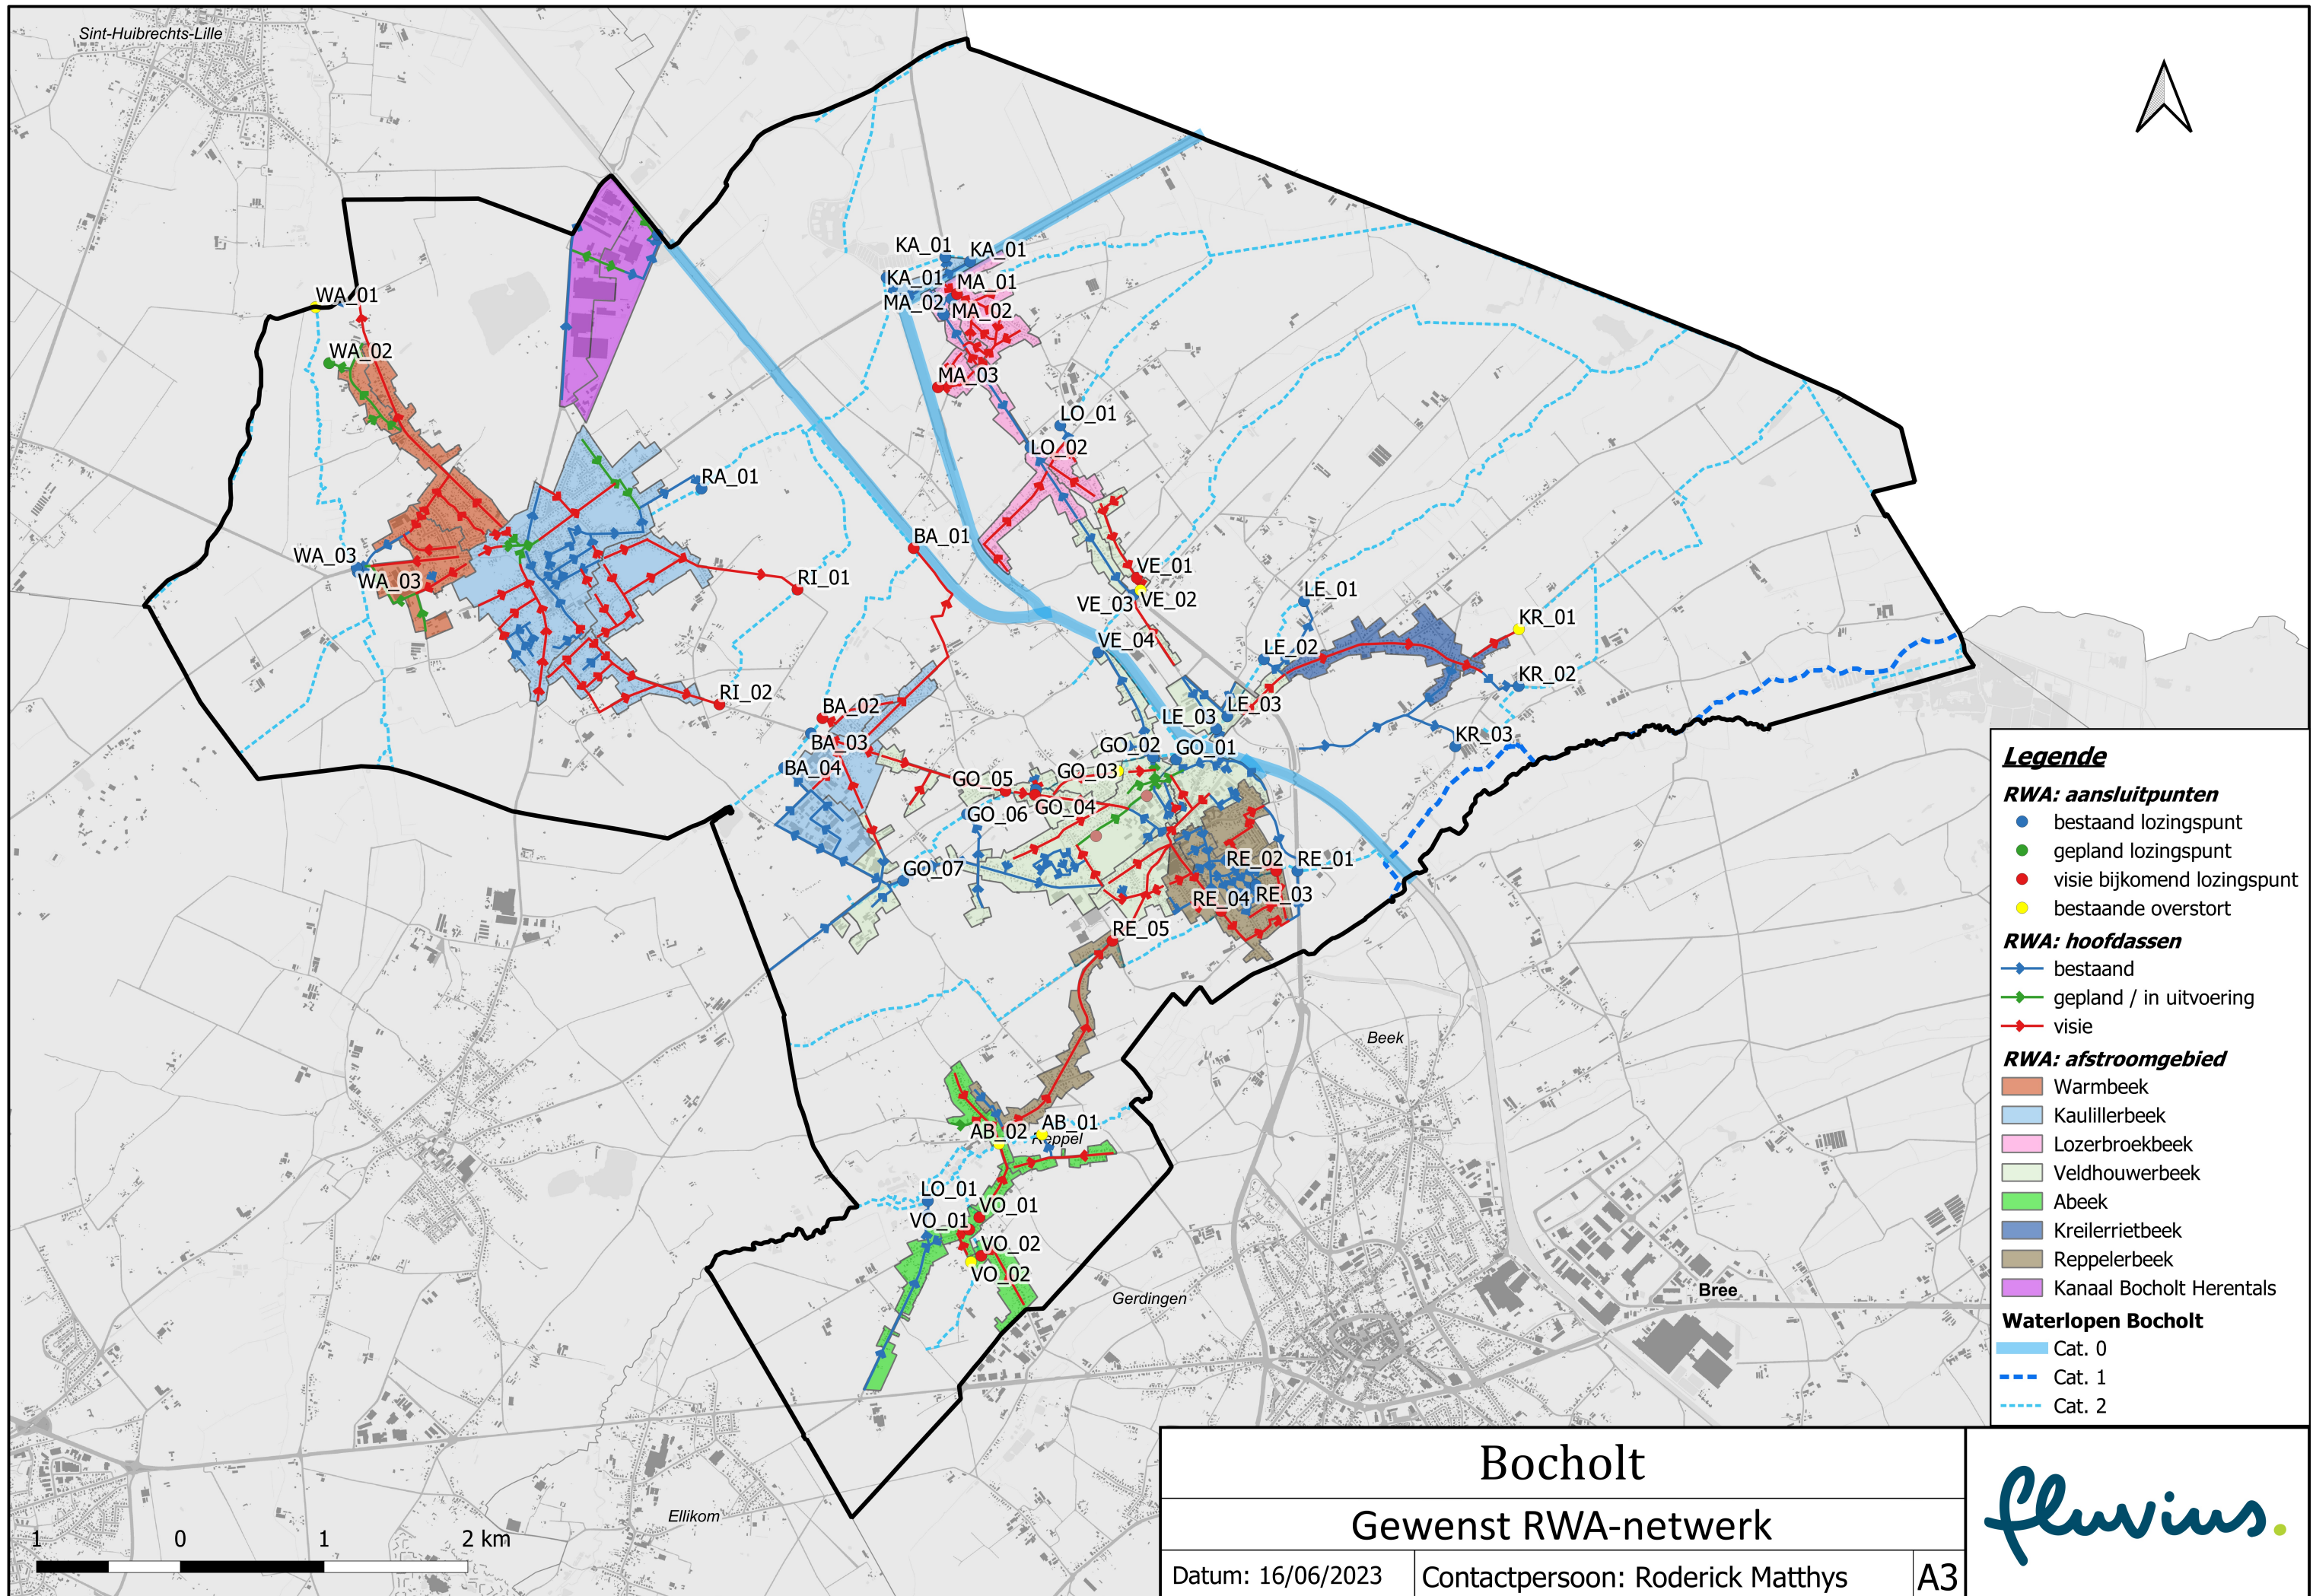 Sint-Huibrechts-Lille
KA_01
KA_01
KA_01
MA_01
MA_02
MA_02
WA_01
WA_02
MA_03
LO_01
LO_02
RA_01
BA_01
WA_03
WA_03
RI_01
VE_01
VE_02
VE_03
LE_01
KR_01
VE_04
LE_02
KR_02
RI_02
BA_02
LE_03
LE_03
KR_03
BA_03
GO_02
GO_01
BA_04
GO_05
GO_03
GO_04
GO_06
GO_07
RE_02
RE_01
RE_04
RE_03
RE_05
Beek
AB_01
AB_02
Reppel
LO_01
VO_01
VO_01
VO_02
VO_02
Gerdingen
Bree
Ellikom
Legende
RWA: aansluitpunten
bestaand lozingspunt
gepland lozingspunt
visie bijkomend lozingspunt
bestaande overstort
RWA: hoofdassen
bestaand
gepland / in uitvoering
visie
RWA: afstroomgebied
Warmbeek
Kaulillerbeek
Lozerbroekbeek
Veldhouwerbeek
Abeek
Kreilerrietbeek
Reppelerbeek
Kanaal Bocholt Herentals
Waterlopen Bocholt
Cat. 0
Cat. 1
Cat. 2
1 0 1 2 km
Bocholt
Gewenst RWA-netwerk
Datum: 16/06/2023 Contactpersoon: Roderick Matthys A3
fluvius.